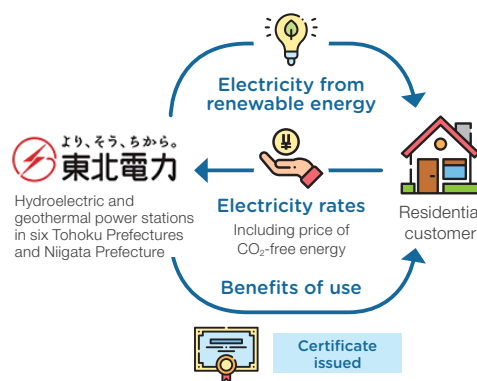 Electricity from
renewable energy
より、そう、ちから。
東北電力
Hydroelectric and
geothermal power stations
in six Tohoku Prefectures
and Niigata Prefecture
¥
Electricity rates
Including price of
CO₂-free energy
Residential
customer
Benefits of use
Certificate
issued